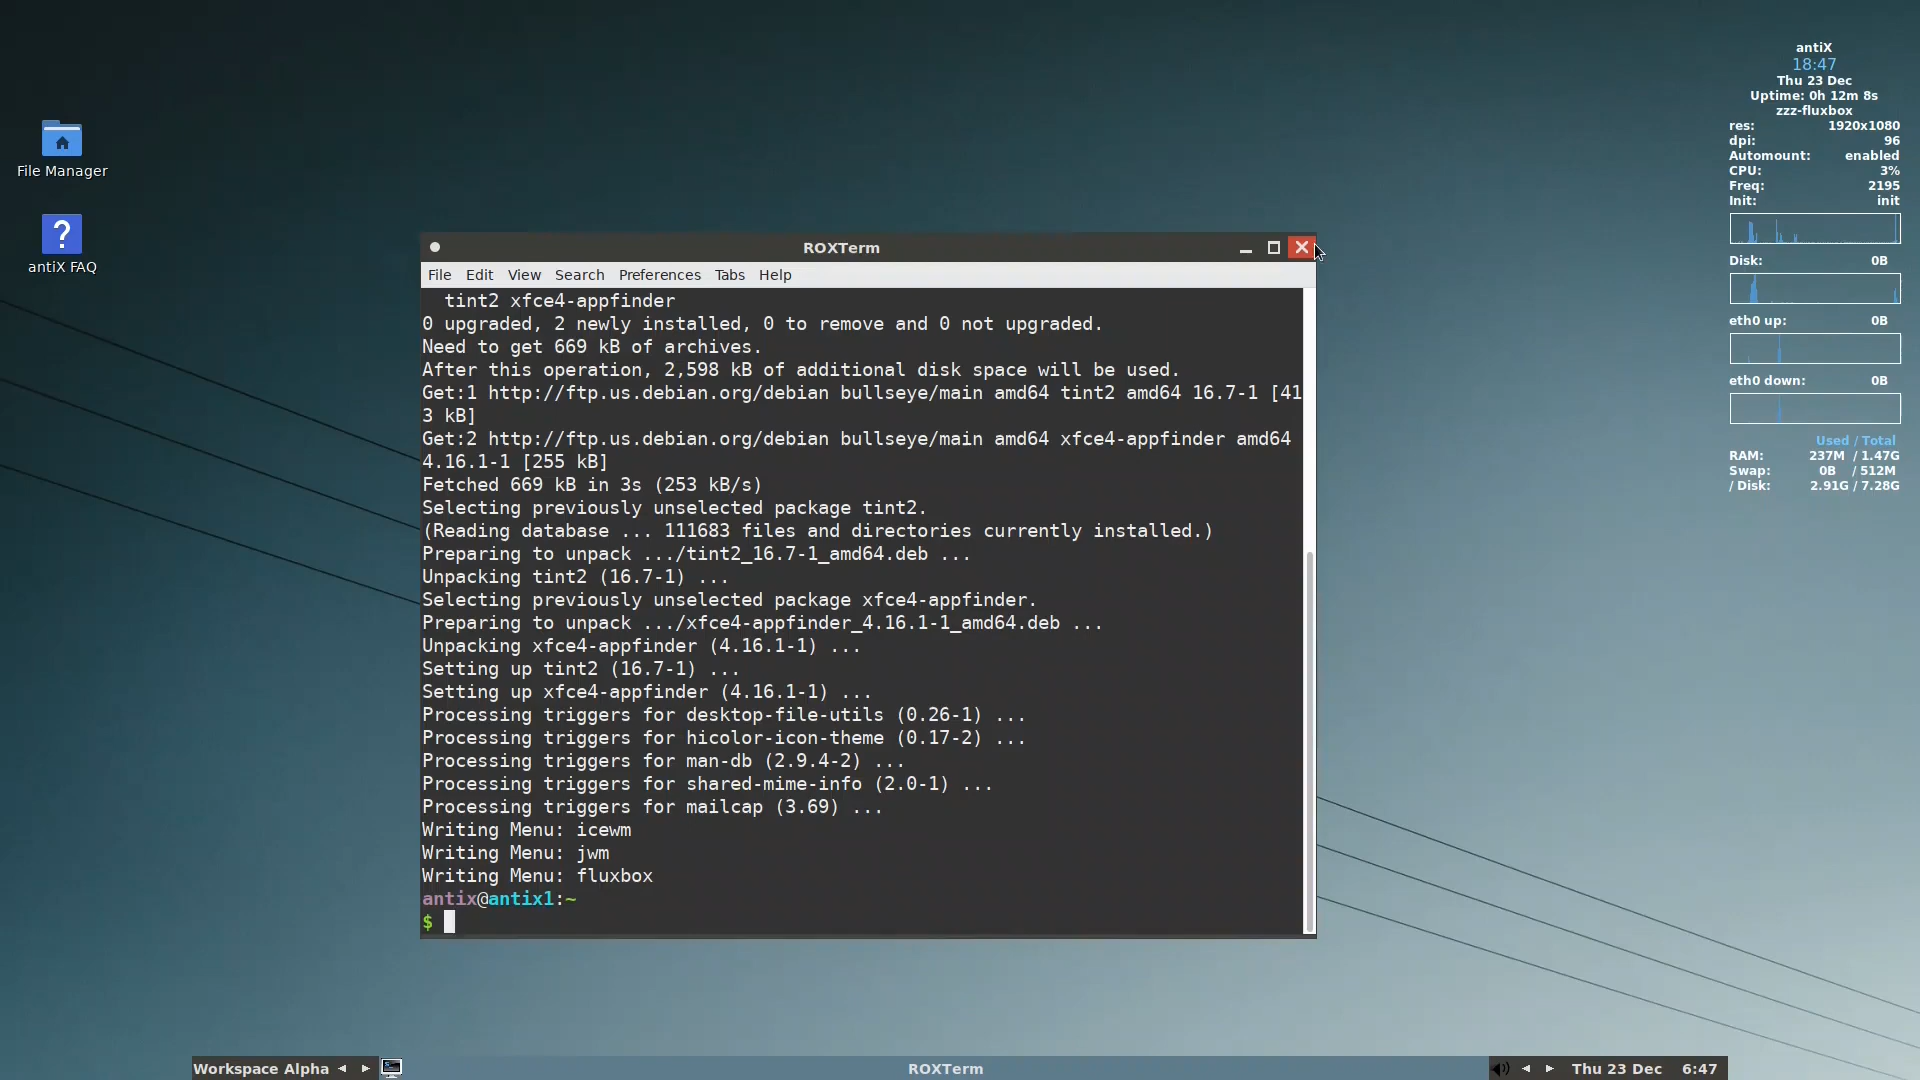 File Manager
antiX FAQ
ROXTerm
File Edit View Search Preferences Tabs Help
  tint2 xfce4-appfinder
0 upgraded, 2 newly installed, 0 to remove and 0 not upgraded.
Need to get 669 kB of archives.
After this operation, 2,598 kB of additional disk space will be used.
Get:1 http://ftp.us.debian.org/debian bullseye/main amd64 tint2 amd64 16.7-1 [41
3 kB]
Get:2 http://ftp.us.debian.org/debian bullseye/main amd64 xfce4-appfinder amd64
4.16.1-1 [255 kB]
Fetched 669 kB in 3s (253 kB/s)
Selecting previously unselected package tint2.
(Reading database ... 111683 files and directories currently installed.)
Preparing to unpack .../tint2_16.7-1_amd64.deb ...
Unpacking tint2 (16.7-1) ...
Selecting previously unselected package xfce4-appfinder.
Preparing to unpack .../xfce4-appfinder_4.16.1-1_amd64.deb ...
Unpacking xfce4-appfinder (4.16.1-1) ...
Setting up tint2 (16.7-1) ...
Setting up xfce4-appfinder (4.16.1-1) ...
Processing triggers for desktop-file-utils (0.26-1) ...
Processing triggers for hicolor-icon-theme (0.17-2) ...
Processing triggers for man-db (2.9.4-2) ...
Processing triggers for shared-mime-info (2.0-1) ...
Processing triggers for mailcap (3.69) ...
Writing Menu: icewm
Writing Menu: jwm
Writing Menu: fluxbox
antix@antix1:~
$
antiX
18:47
Thu 23 Dec
Uptime: 0h 12m 8s
zzz-fluxbox
res: 1920x1080
dpi: 96
Automount: enabled
CPU: 3%
Freq: 2195
Init: init
Disk: 0B
eth0 up: 0B
eth0 down: 0B
Used / Total
RAM: 237M / 1.47G
Swap: 0B / 512M
/ Disk: 2.91G / 7.28G
Workspace Alpha ROXTerm Thu 23 Dec 6:47